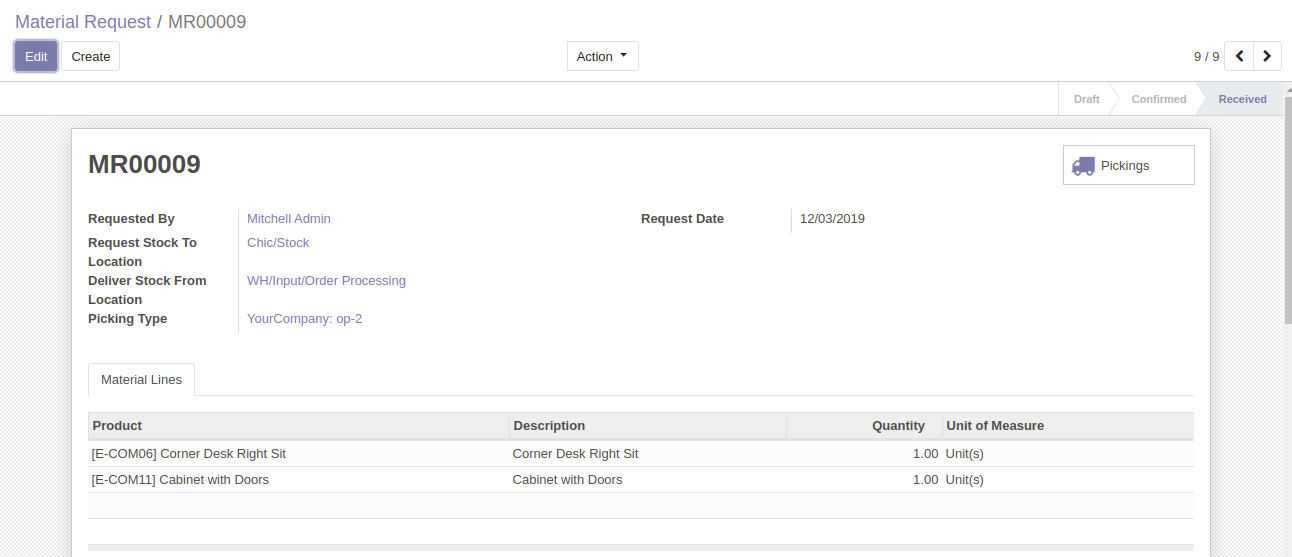 Material Request / MR00009
Edit Create Action 9 / 9
Draft Confirmed Received
MR00009
Pickings
Requested By Mitchell Admin Request Date 12/03/2019
Request Stock To Chic/Stock
Location
Deliver Stock From WH/Input/Order Processing
Location
Picking Type YourCompany: op-2
Material Lines
Product Description Quantity Unit of Measure
[E-COM06] Corner Desk Right Sit Corner Desk Right Sit 1.00 Unit(s)
[E-COM11] Cabinet with Doors Cabinet with Doors 1.00 Unit(s)